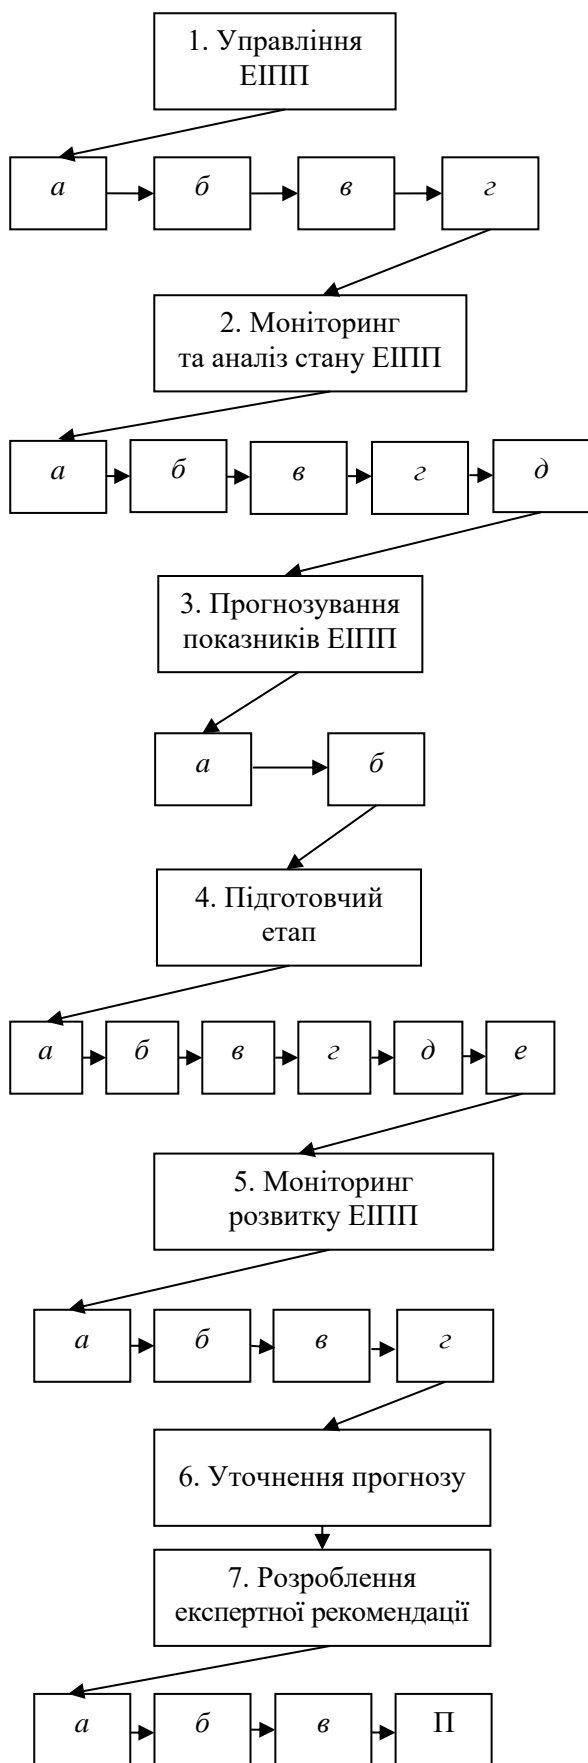 1. Управління
ЕІПП
а б в г
2. Моніторинг
та аналіз стану ЕІПП
а б в г д
3. Прогнозування
показників ЕІПП
а б
4. Підготовчий
етап
а б в г д е
5. Моніторинг
розвитку ЕІПП
а б в г
6. Уточнення прогнозу
7. Розроблення
експертної рекомендації
а б в П